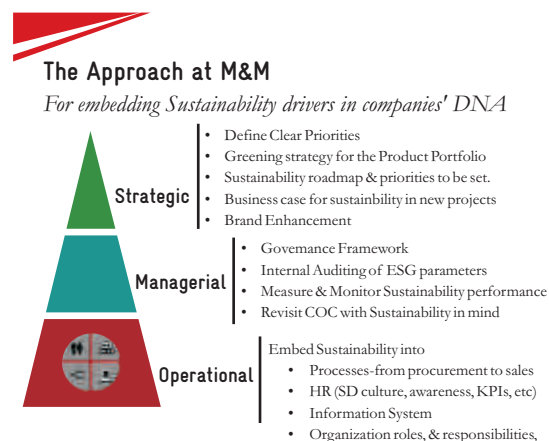 The Approach at M&M
For embedding Sustainability drivers in companies' DNA
Strategic
• Define Clear Priorities
• Greening strategy for the Product Portfolio
• Sustainability roadmap & priorities to be set.
• Business case for sustainbility in new projects
• Brand Enhancement
Managerial
• Governance Framework
• Internal Auditing of ESG parameters
• Measure & Monitor Sustainability performance
• Revisit COC with Sustainability in mind
Operational
Embed Sustainability into
• Processes-from procurement to sales
• HR (SD culture, awareness, KPIs, etc)
• Information System
• Organization roles, & responsibilities,